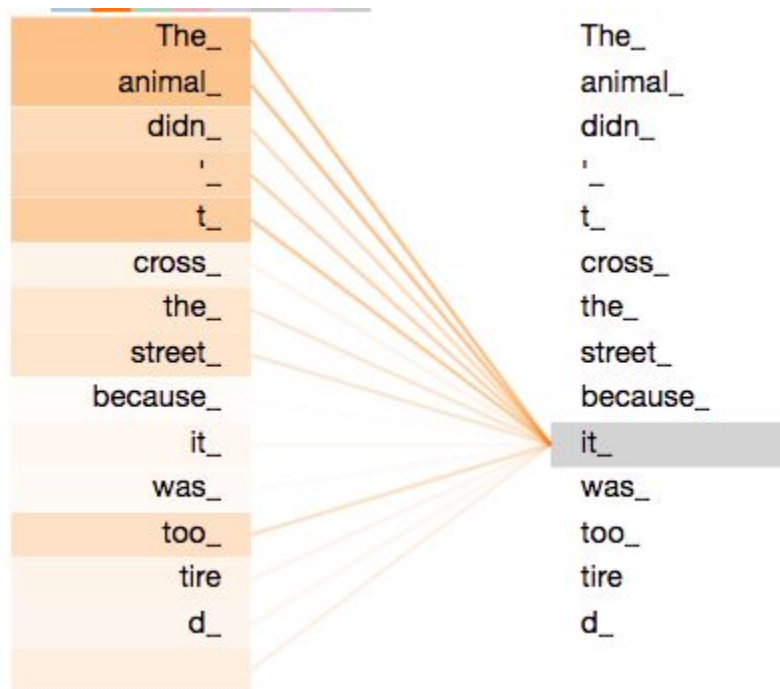 The_ The_
animal_ animal_
didn_ didn_
'_ '_
t_ t_
cross_ cross_
the_ the_
street_ street_
because_ because_
it_ it_
was_ was_
too_ too_
tire tire
d_ d_